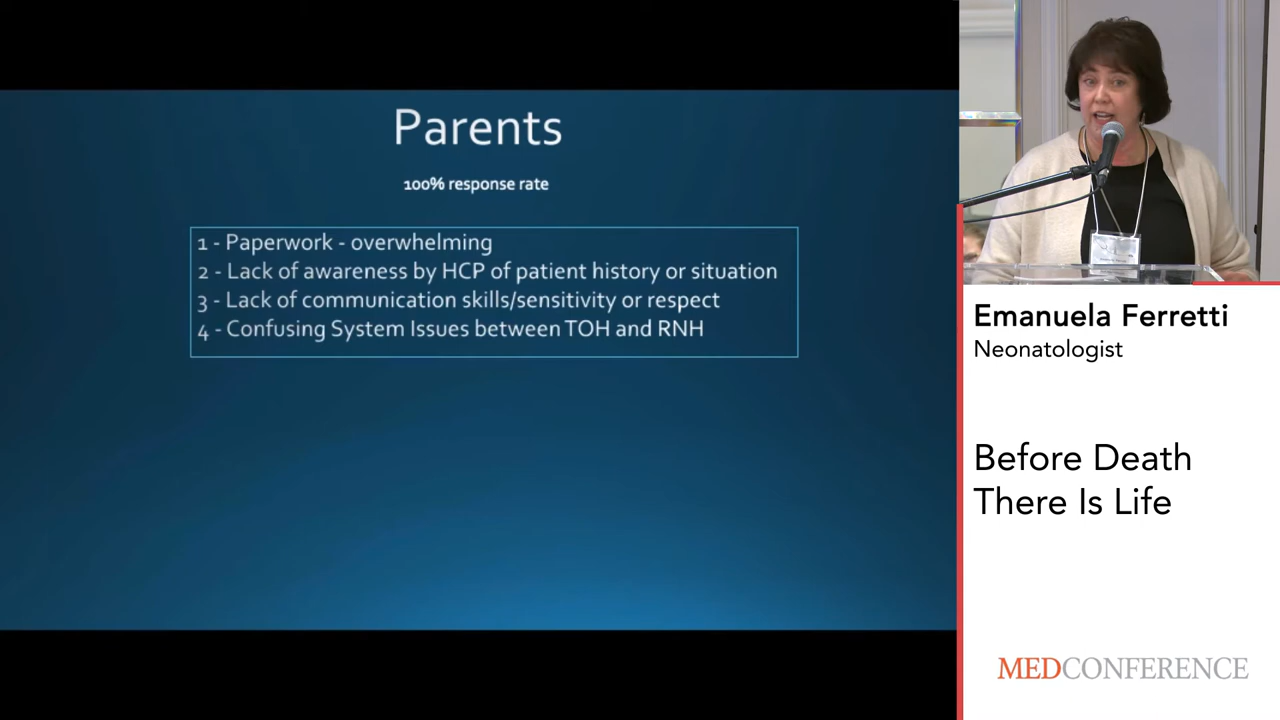 Parents
100% response rate
1 - Paperwork - overwhelming
2 - Lack of awareness by HCP of patient history or situation
3 - Lack of communication skills/sensitivity or respect
4 - Confusing System Issues between TOH and RNH
Emanuela Ferretti
Neonatologist
Before Death
There Is Life
MEDCONFERENCE